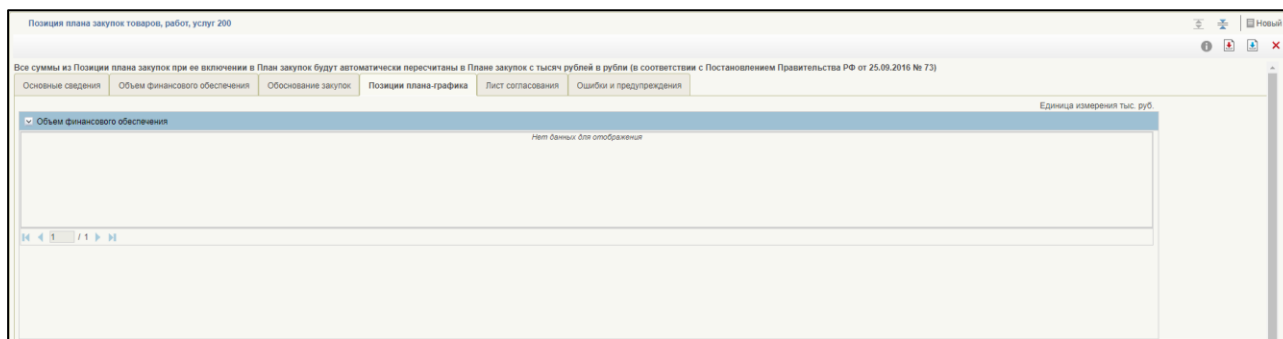 Позиция плана закупок товаров, работ, услуг 200
Новый
Все суммы из Позиции плана закупок при ее включении в План закупок будут автоматически пересчитаны в Плане закупок с тысяч рублей в рубли (в соответствии с Постановлением Правительства РФ от 25.09.2016 № 73)
Основные сведения Объем финансового обеспечения Обоснование закупок Позиции плана-графика Лист согласования Ошибки и предупреждения
Единица измерения тыс. руб.
Объем финансового обеспечения
Нет данных для отображения
1 / 1